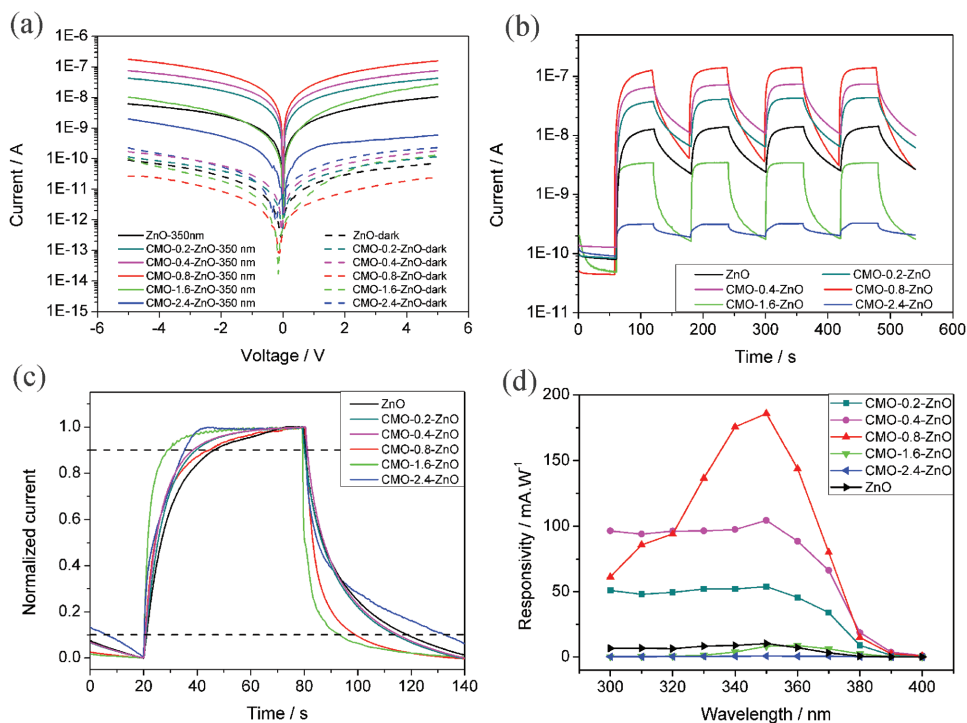 (a)
1E-6
1E-7
1E-8
1E-9
1E-10
1E-11
1E-12
1E-13
1E-14
1E-15
Current / A
ZnO-350nm
CMO-0.2-ZnO-350 nm
CMO-0.4-ZnO-350 nm
CMO-0.8-ZnO-350 nm
CMO-1.6-ZnO-350 nm
CMO-2.4-ZnO-350 nm
ZnO-dark
CMO-0.2-ZnO-dark
CMO-0.4-ZnO-dark
CMO-0.8-ZnO-dark
CMO-1.6-ZnO-dark
CMO-2.4-ZnO-dark
-6 -4 -2 0 2 4 6
Voltage / V
(b)
1E-7
1E-8
1E-9
1E-10
1E-11
Current / A
ZnO CMO-0.2-ZnO
CMO-0.4-ZnO CMO-0.8-ZnO
CMO-1.6-ZnO CMO-2.4-ZnO
0 100 200 300 400 500 600
Time / s
(c)
1.0
0.8
0.6
0.4
0.2
0.0
Normalized current
ZnO
CMO-0.2-ZnO
CMO-0.4-ZnO
CMO-0.8-ZnO
CMO-1.6-ZnO
CMO-2.4-ZnO
0 20 40 60 80 100 120 140
Time / s
(d)
200
150
100
50
0
Responsivity / mA.W-1
CMO-0.2-ZnO
CMO-0.4-ZnO
CMO-0.8-ZnO
CMO-1.6-ZnO
CMO-2.4-ZnO
ZnO
300 320 340 360 380 400
Wavelength / nm